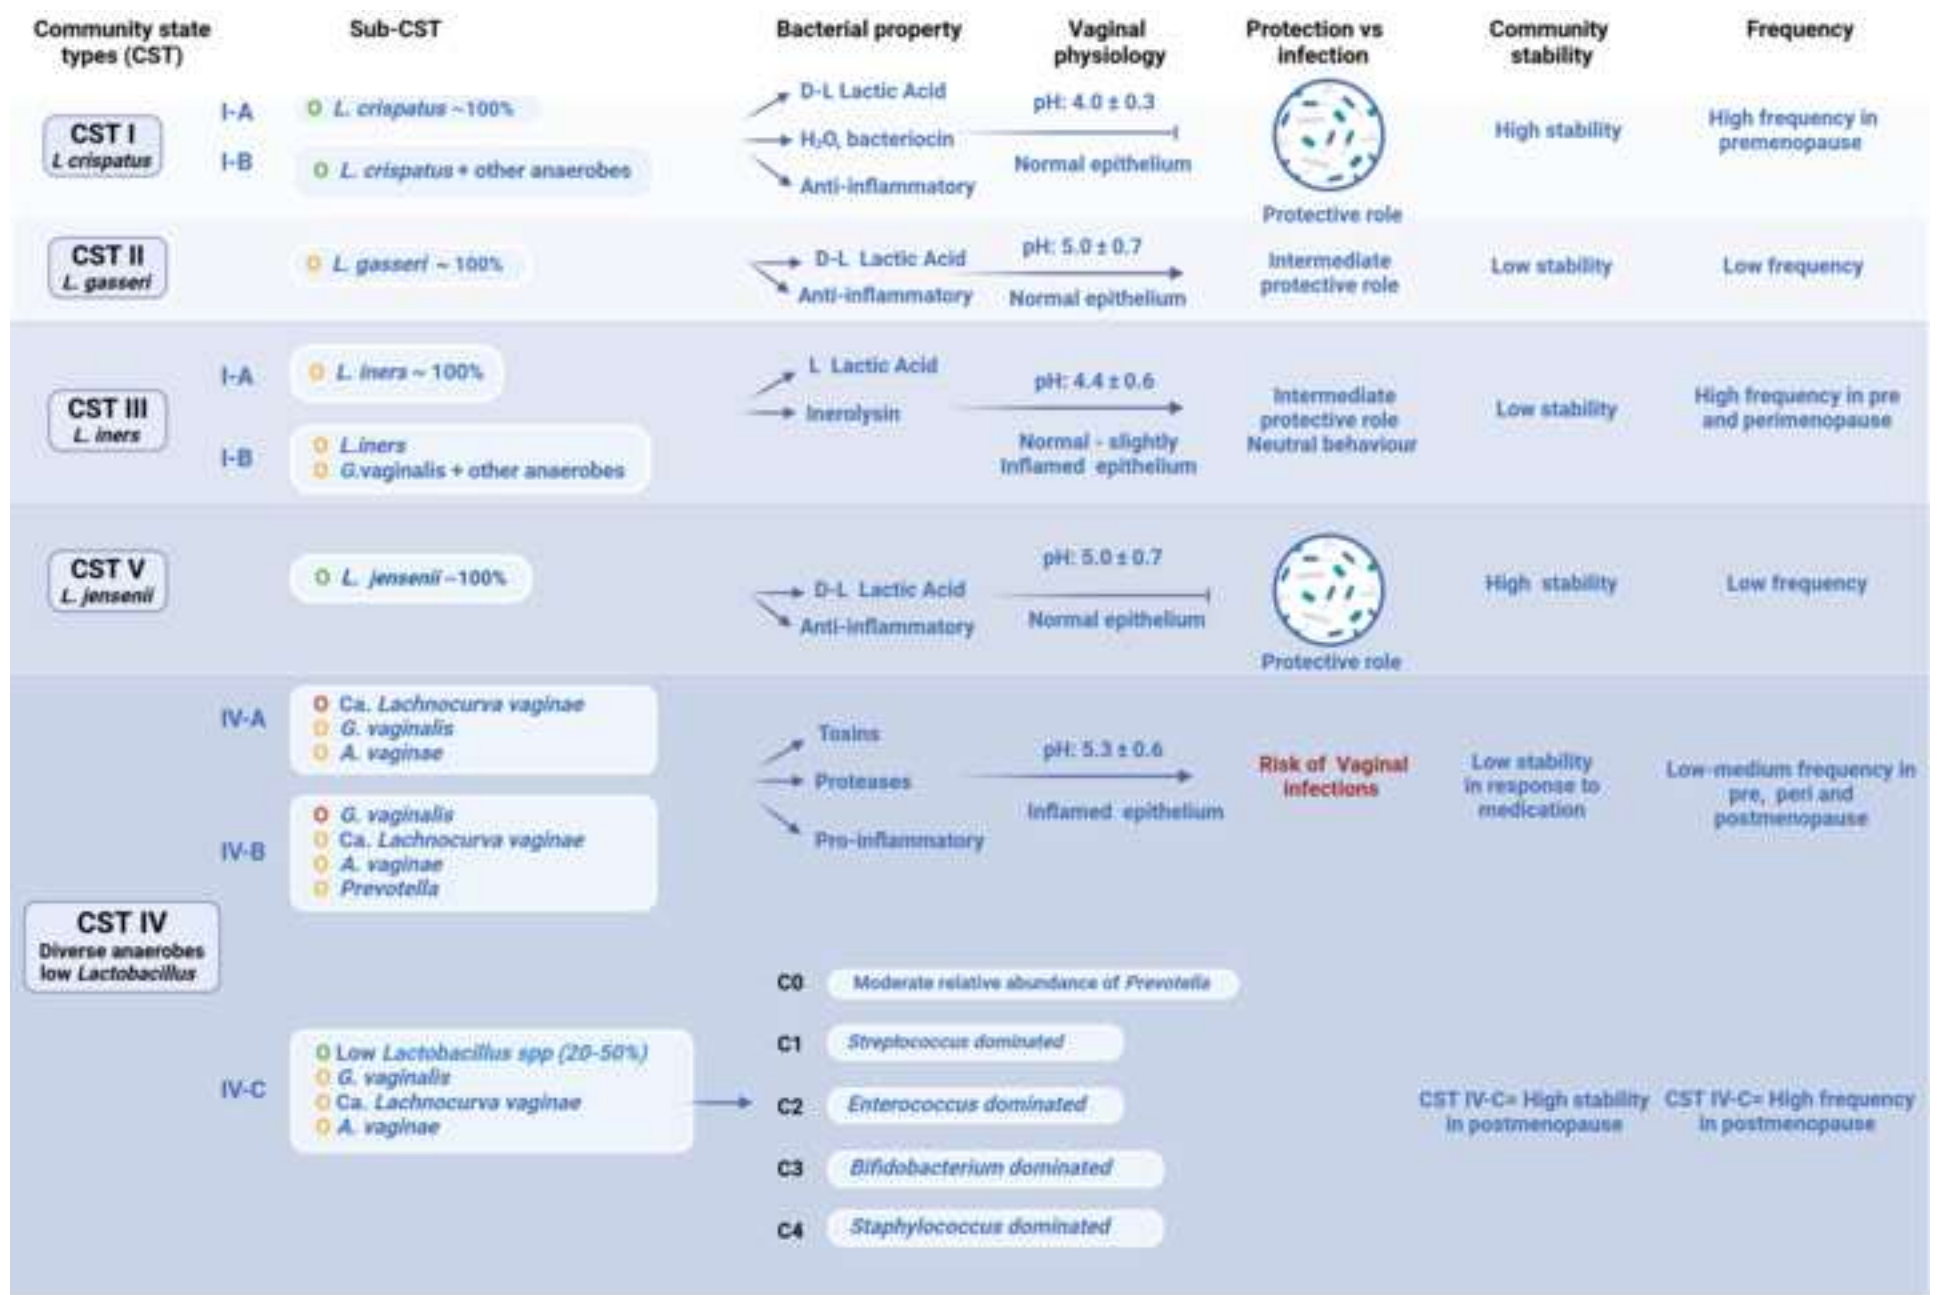 Community state
types (CST)
Sub-CST
Bacterial property
Vaginal
physiology
Protection vs
infection
Community
stability
Frequency
CST I
L crispatus
I-A
L. crispatus ~100%
I-B
L. crispatus + other anaerobes
D-L Lactic Acid
H₂O, bacteriocin
Anti-inflammatory
pH: 4.0 ± 0.3
Normal epithelium
Protective role
High stability
High frequency in
premenopause
CST II
L. gasseri
L. gasseri ~ 100%
D-L Lactic Acid
Anti-inflammatory
pH: 5.0 ± 0.7
Normal epithelium
Intermediate
protective role
Low stability
Low frequency
CST III
L. iners
I-A
L. iners ~ 100%
I-B
L.iners
G.vaginalis + other anaerobes
L Lactic Acid
Inerolysin
pH: 4.4 ± 0.6
Normal - slightly
Inflamed epithelium
Intermediate
protective role
Neutral behaviour
Low stability
High frequency in pre
and perimenopause
CST V
L. jensenii
L. jensenii ~100%
D-L Lactic Acid
Anti-inflammatory
pH: 5.0 ± 0.7
Normal epithelium
Protective role
High stability
Low frequency
CST IV
Diverse anaerobes
low Lactobacillus
IV-A
Ca. Lachnocurva vaginae
G. vaginalis
A. vaginae
IV-B
G. vaginalis
Ca. Lachnocurva vaginae
A. vaginae
Prevotella
Toxins
Proteases
Pro-inflammatory
pH: 5.3 ± 0.6
Inflamed epithelium
Risk of Vaginal
infections
Low stability
in response to
medication
Low-medium frequency in
pre, peri and
postmenopause
IV-C
Low Lactobacillus spp (20-50%)
G. vaginalis
Ca. Lachnocurva vaginae
A. vaginae
C0 Moderate relative abundance of Prevotella
C1 Streptococcus dominated
C2 Enterococcus dominated
C3 Bifidobacterium dominated
C4 Staphylococcus dominated
CST IV-C= High stability
in postmenopause
CST IV-C= High frequency
in postmenopause